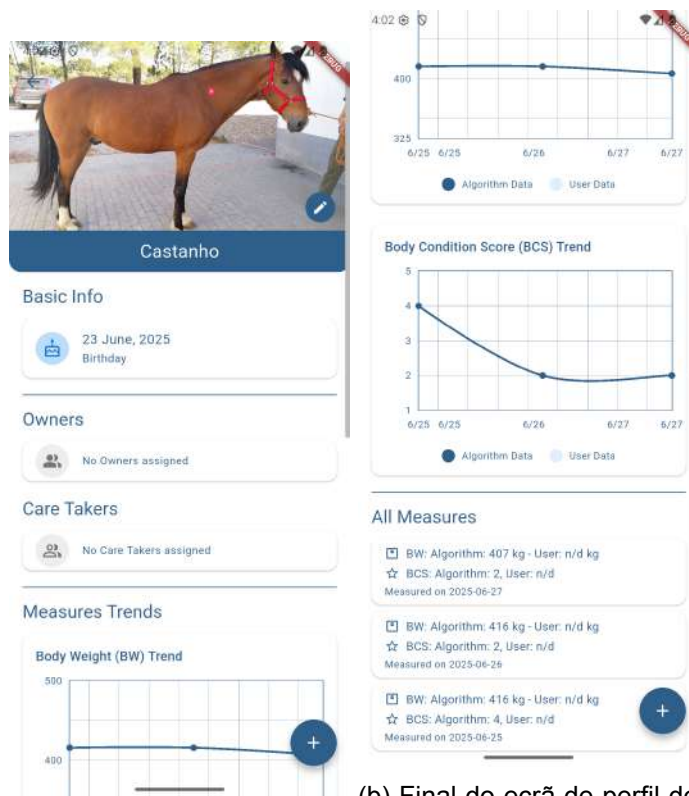 Castanho
Basic Info
23 June, 2025
Birthday
Owners
No Owners assigned
Care Takers
No Care Takers assigned
Measures Trends
Body Weight (BW) Trend
500
400
4:02
400
325
6/25 6/25 6/26 6/27 6/27
Algorithm Data User Data
Body Condition Score (BCS) Trend
5
4
3
2
1
6/25 6/25 6/26 6/27 6/27
Algorithm Data User Data
All Measures
BW: Algorithm: 407 kg - User: n/d kg
BCS: Algorithm: 2, User: n/d
Measured on 2025-06-27
BW: Algorithm: 416 kg - User: n/d kg
BCS: Algorithm: 2, User: n/d
Measured on 2025-06-26
BW: Algorithm: 416 kg - User: n/d kg
BCS: Algorithm: 4, User: n/d
Measured on 2025-06-25
+
+
(b) Final do ecrã de perfil do